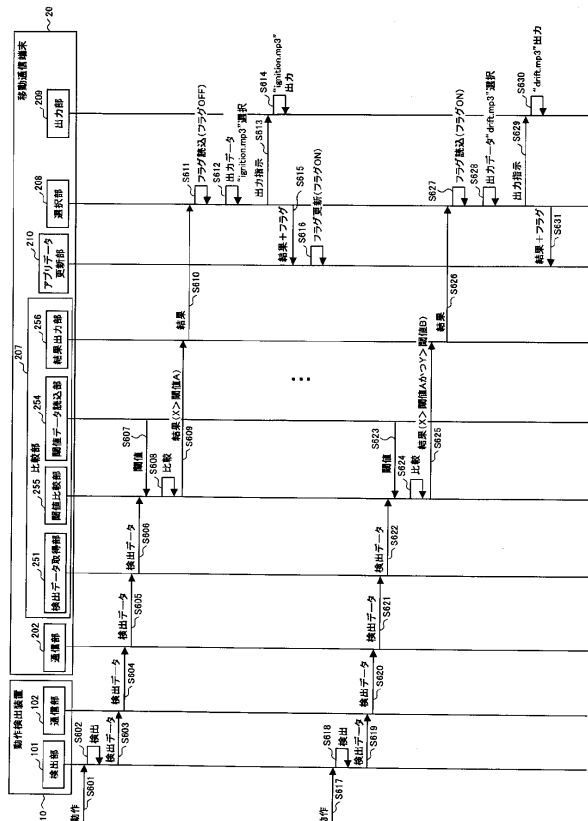 10
動作検出装置
101
検出部
102
通信部
20
移動通信端末
202
通信部
207
比較部
251
検出データ取得部
255
閾値比較部
254
閾値データ読込部
256
結果出力部
210
アプリデータ
更新部
208
選択部
209
出力部
動作
S601
S602
検出
検出データ
S603
検出データ
S604
検出データ
S605
検出データ
S606
S607
閾値
S608
比較
結果(X>閾値A)
S609
結果
S610
S611
フラグ読込(フラグOFF)
S612
出力データ
"ignition.mp3"選択
出力指示
S613
S614
"ignition.mp3"
出力
S615
結果+フラグ
S616
フラグ更新(フラグON)
動作
S617
S618
検出
検出データ
S619
検出データ
S620
検出データ
S621
検出データ
S622
S623
閾値
S624
比較
結果(X>閾値AかつY>閾値B)
S625
結果
S626
S627
フラグ読込(フラグON)
S628
出力データ"drift.mp3"選択
出力指示
S629
S630
"drift.mp3"出力
結果+フラグ
S631